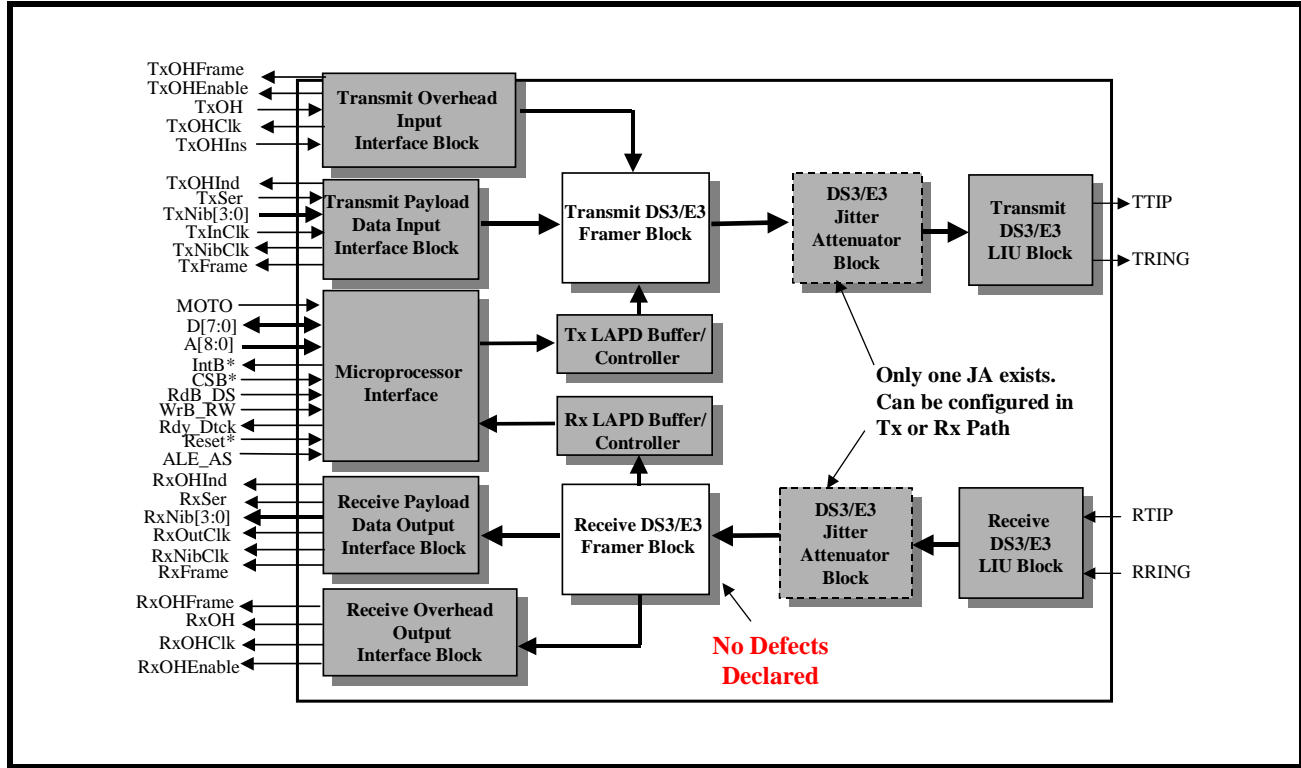 TxOHFrame
TxOHEnable
TxOH
TxOHClk
TxOHIns
Transmit Overhead
Input
Interface Block
TxOHInd
TxSer
TxNib[3:0]
TxInClk
TxNibClk
TxFrame
Transmit Payload
Data Input
Interface Block
Transmit DS3/E3
Framer Block
DS3/E3
Jitter
Attenuator
Block
Transmit
DS3/E3
LIU Block
TTIP
TRING
MOTO
D[7:0]
A[8:0]
IntB*
CSB*
RdB_DS
WrB_RW
Rdy_Dtck
Reset*
ALE_AS
Microprocessor
Interface
Tx LAPD Buffer/
Controller
Rx LAPD Buffer/
Controller
Only one JA exists.
Can be configured in
Tx or Rx Path
RxOHInd
RxSer
RxNib[3:0]
RxOutClk
RxNibClk
RxFrame
Receive Payload
Data Output
Interface Block
Receive DS3/E3
Framer Block
DS3/E3
Jitter
Attenuator
Block
Receive
DS3/E3
LIU Block
RTIP
RRING
RxOHFrame
RxOH
RxOHClk
RxOHEnable
Receive Overhead
Output
Interface Block
No Defects
Declared